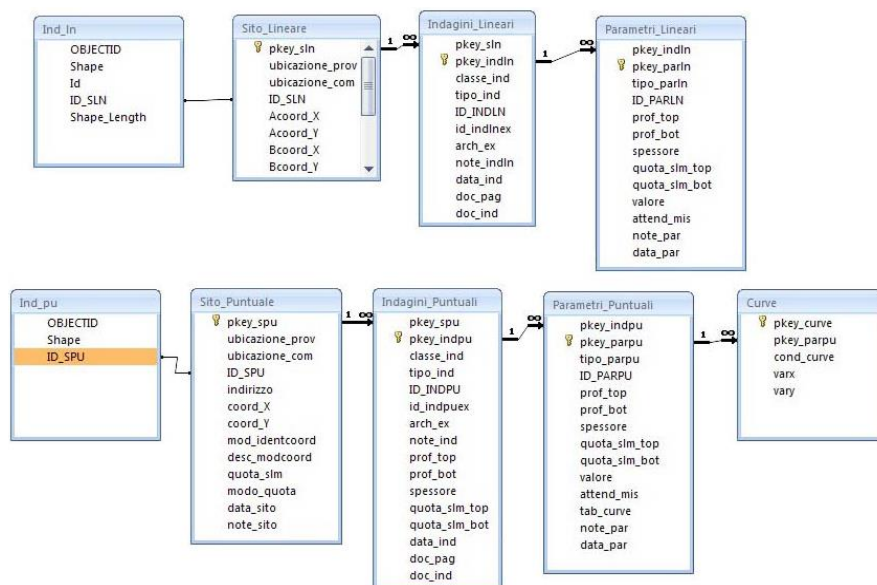 Ind_ln
OBJECTID
Shape
Id
ID_SLN
Shape_Length
Sito_Lineare
pkey_sln
ubicazione_prov
ubicazione_com
ID_SLN
Acoord_X
Acoord_Y
Bcoord_X
Bcoord_Y
1
∞
Indagini_Lineari
pkey_sln
pkey_indln
classe_ind
tipo_ind
ID_INDLN
id_indlnex
arch_ex
note_indln
data_ind
doc_pag
doc_ind
1
∞
Parametri_Lineari
pkey_indln
pkey_parln
tipo_parln
ID_PARLN
prof_top
prof_bot
spessore
quota_slm_top
quota_slm_bot
valore
attend_mis
note_par
data_par
Ind_pu
OBJECTID
Shape
ID_SPU
Sito_Puntuale
pkey_spu
ubicazione_prov
ubicazione_com
ID_SPU
indirizzo
coord_X
coord_Y
mod_identcoord
desc_modcoord
quota_slm
modo_quota
data_sito
note_sito
1
∞
Indagini_Puntuali
pkey_spu
pkey_indpu
classe_ind
tipo_ind
ID_INDPU
id_indpuex
arch_ex
note_ind
prof_top
prof_bot
spessore
quota_slm_top
quota_slm_bot
data_ind
doc_pag
doc_ind
1
∞
Parametri_Puntuali
pkey_indpu
pkey_parpu
tipo_parpu
ID_PARPU
prof_top
prof_bot
spessore
quota_slm_top
quota_slm_bot
valore
attend_mis
tab_curve
note_par
data_par
1
∞
Curve
pkey_curve
pkey_parpu
cond_curve
varx
vary